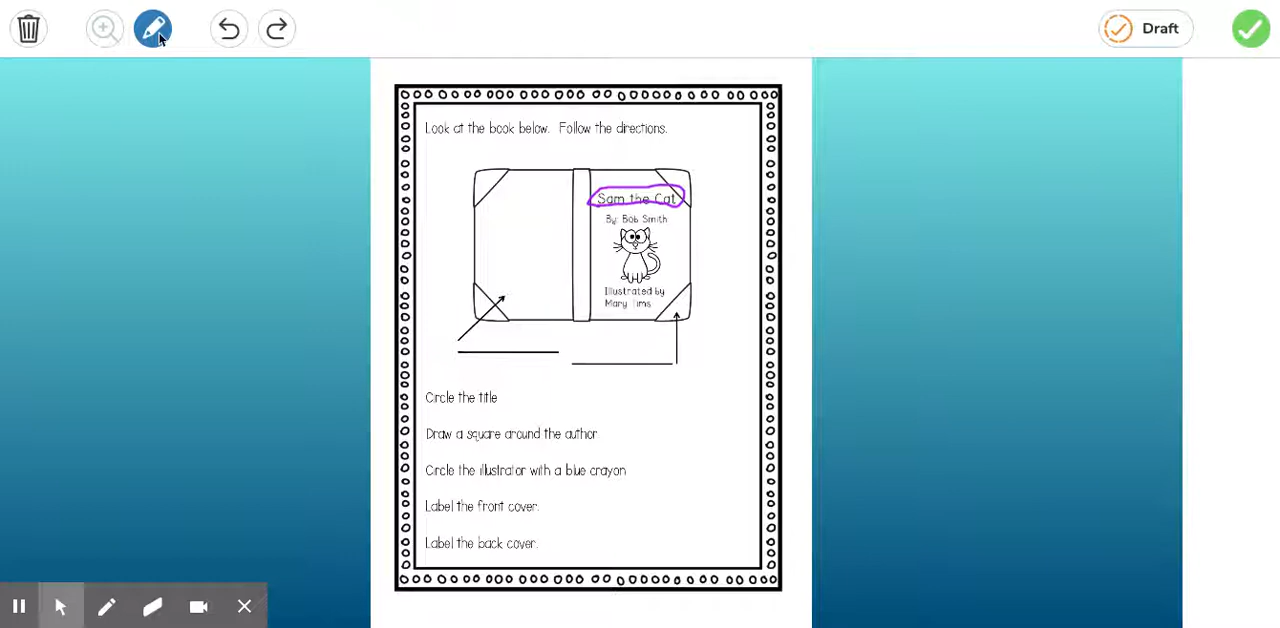 Draft
Look at the book below. Follow the directions.
Sam the Cat
By: Bob Smith
Illustrated by
Mary Tims
Circle the title
Draw a square around the author
Circle the illustrator with a blue crayon
Label the front cover.
Label the back cover.